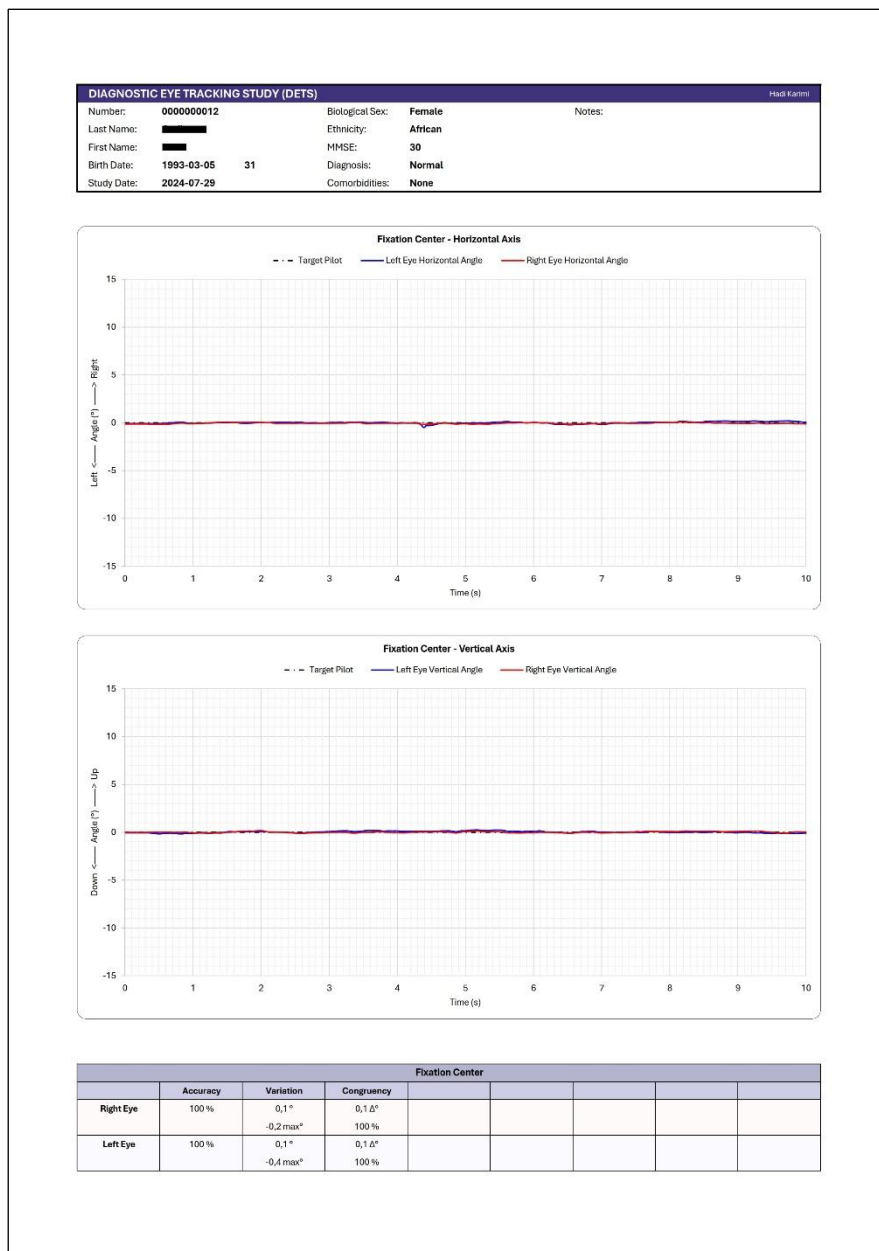 DIAGNOSTIC EYE TRACKING STUDY (DETS) Hadi Karimi
Number: 0000000012 Biological Sex: Female Notes:
Last Name: Ethnicity: African
First Name: MMSE: 30
Birth Date: 1993-03-05 31 Diagnosis: Normal
Study Date: 2024-07-29 Comorbidities: None
Fixation Center - Horizontal Axis
Target Pilot Left Eye Horizontal Angle Right Eye Horizontal Angle
15
10
5
0
-5
-10
-15
Left <—— Angle (°) ——> Right
0 1 2 3 4 5 6 7 8 9 10
Time (s)
Fixation Center - Vertical Axis
Target Pilot Left Eye Vertical Angle Right Eye Vertical Angle
15
10
5
0
-5
-10
-15
Down <—— Angle (°) ——> Up
0 1 2 3 4 5 6 7 8 9 10
Time (s)
Fixation Center
Accuracy Variation Congruency
Right Eye 100 % 0,1 ° 0,1 Δ°
-0,2 max° 100 %
Left Eye 100 % 0,1 ° 0,1 Δ°
-0,4 max° 100 %